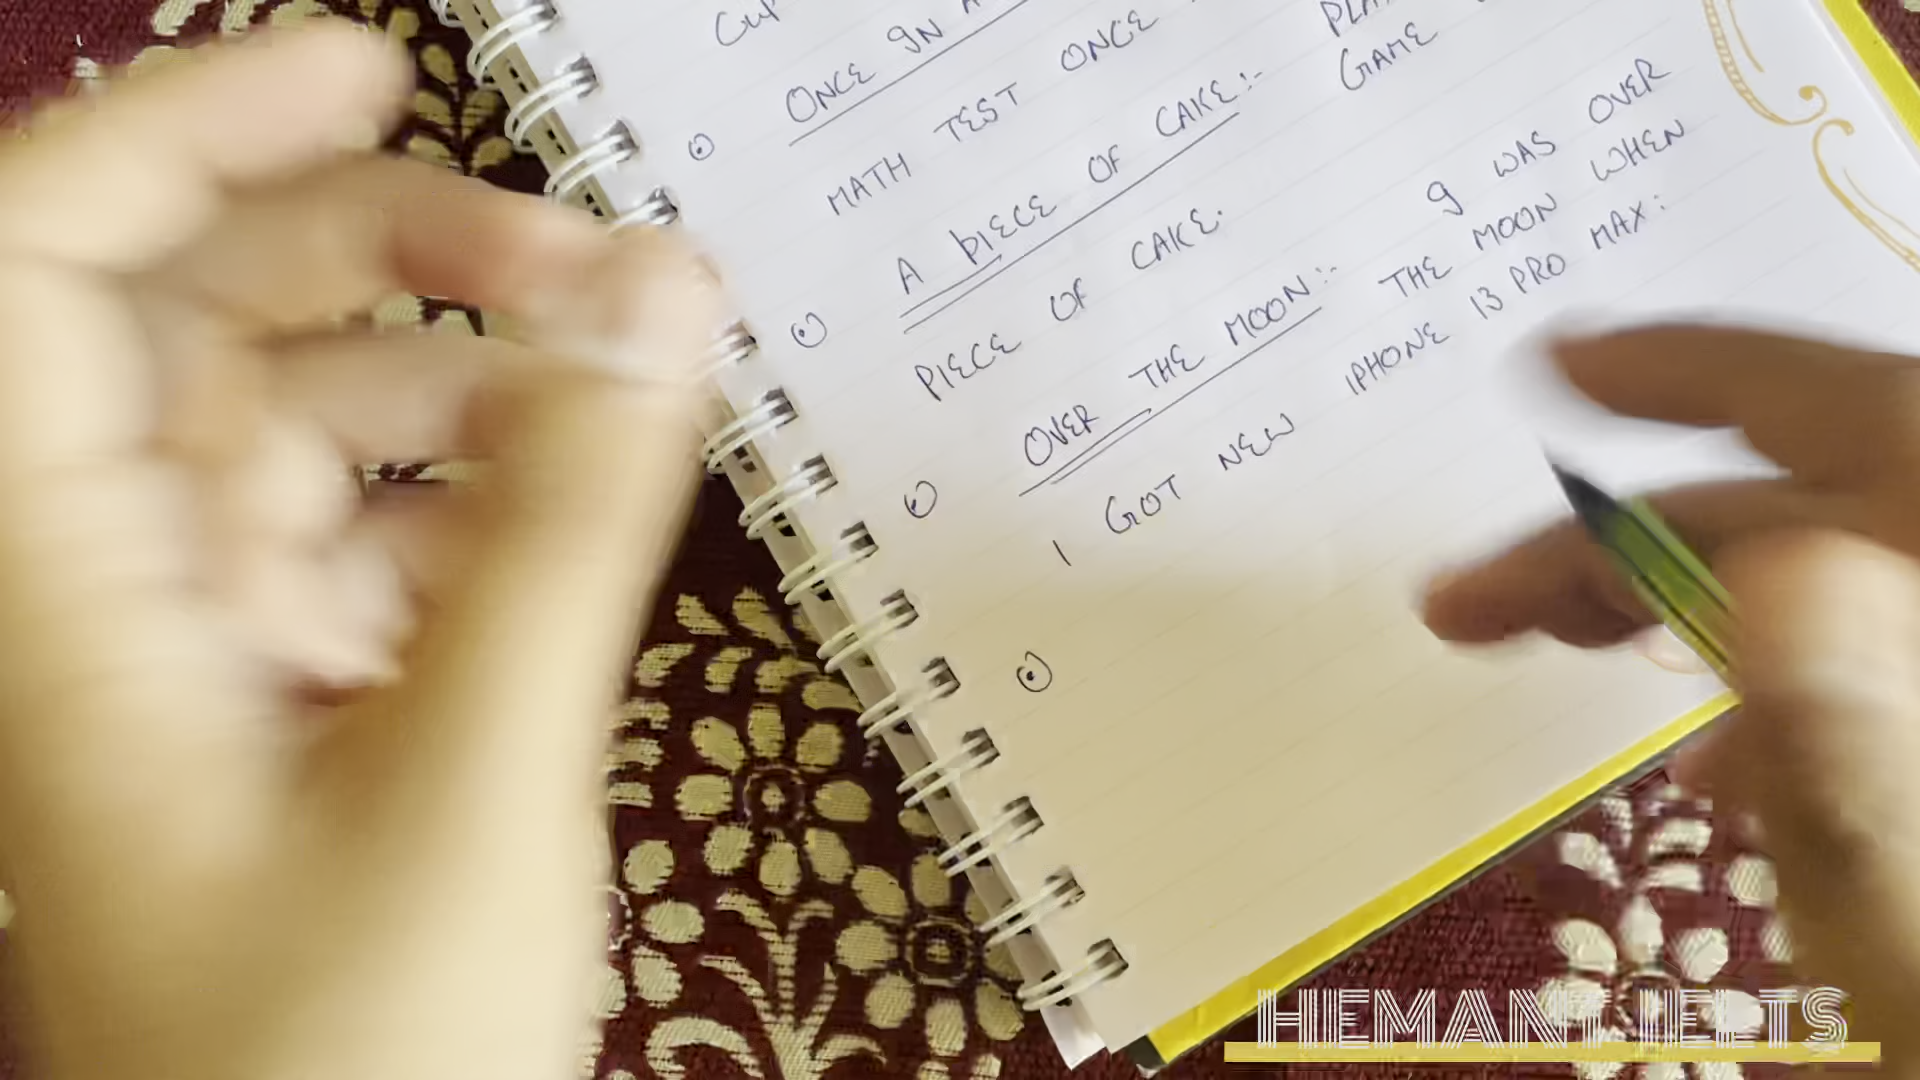 CUP
ONCE IN A
MATH TEST ONCE
A PIECE OF CAKE:- GAME
PIECE OF CAKE.
OVER THE MOON:- I WAS OVER
THE MOON WHEN
I GOT NEW IPHONE 13 PRO MAX:
HEMANT IELTS